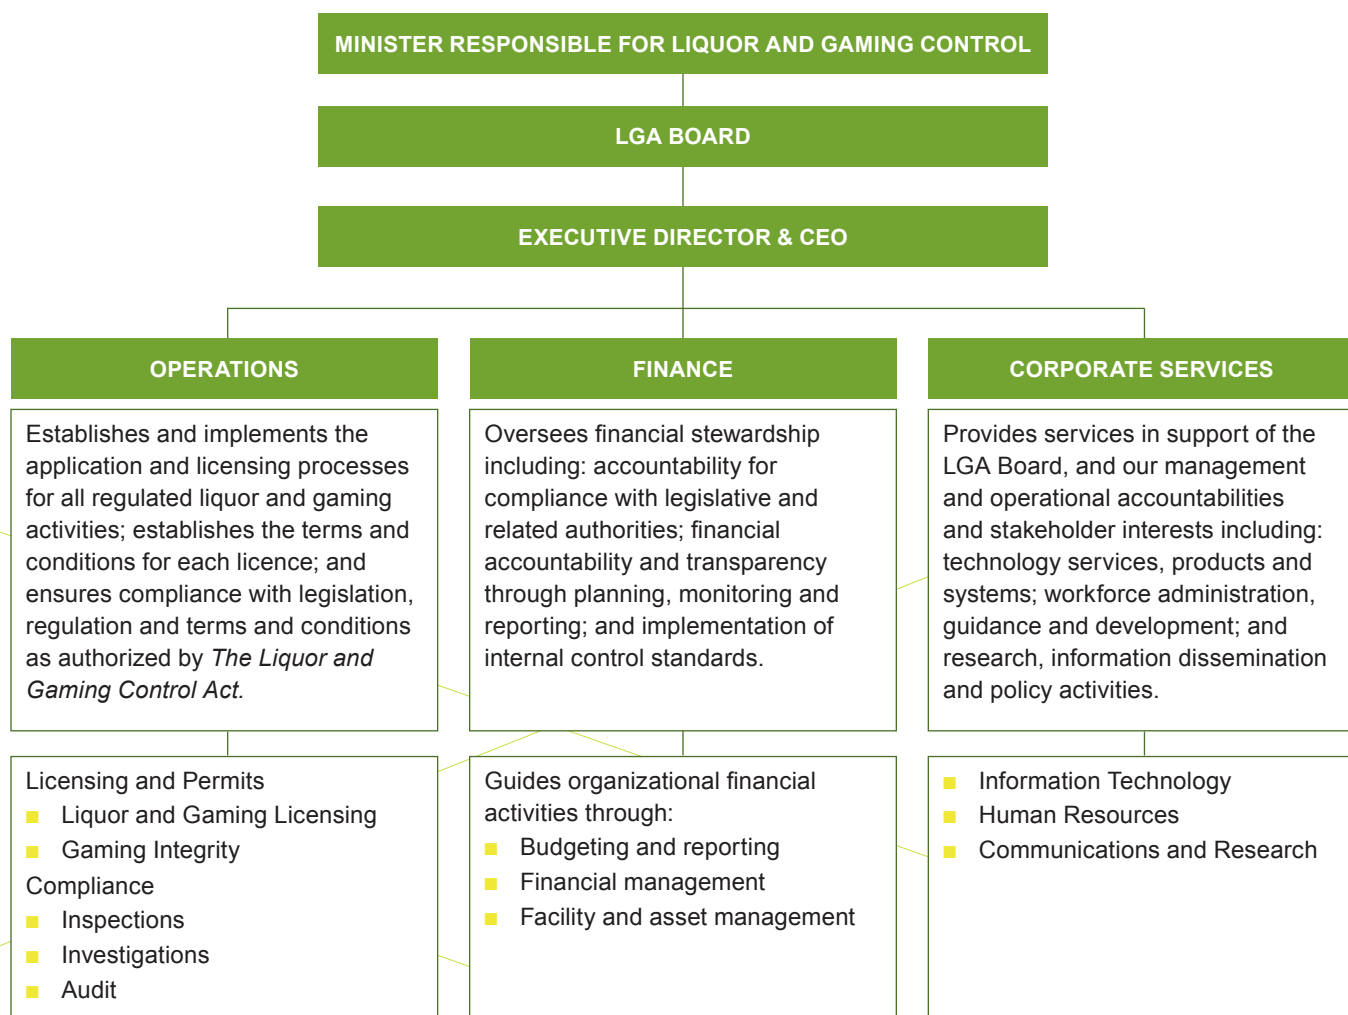 MINISTER RESPONSIBLE FOR LIQUOR AND GAMING CONTROL
LGA BOARD
EXECUTIVE DIRECTOR & CEO
OPERATIONS
Establishes and implements the
application and licensing processes
for all regulated liquor and gaming
activities; establishes the terms and
conditions for each licence; and
ensures compliance with legislation,
regulation and terms and conditions
as authorized by The Liquor and
Gaming Control Act.
Licensing and Permits
Liquor and Gaming Licensing
Gaming Integrity
Compliance
Inspections
Investigations
Audit
FINANCE
Oversees financial stewardship
including: accountability for
compliance with legislative and
related authorities; financial
accountability and transparency
through planning, monitoring and
reporting; and implementation of
internal control standards.
Guides organizational financial
activities through:
Budgeting and reporting
Financial management
Facility and asset management
CORPORATE SERVICES
Provides services in support of the
LGA Board, and our management
and operational accountabilities
and stakeholder interests including:
technology services, products and
systems; workforce administration,
guidance and development; and
research, information dissemination
and policy activities.
Information Technology
Human Resources
Communications and Research